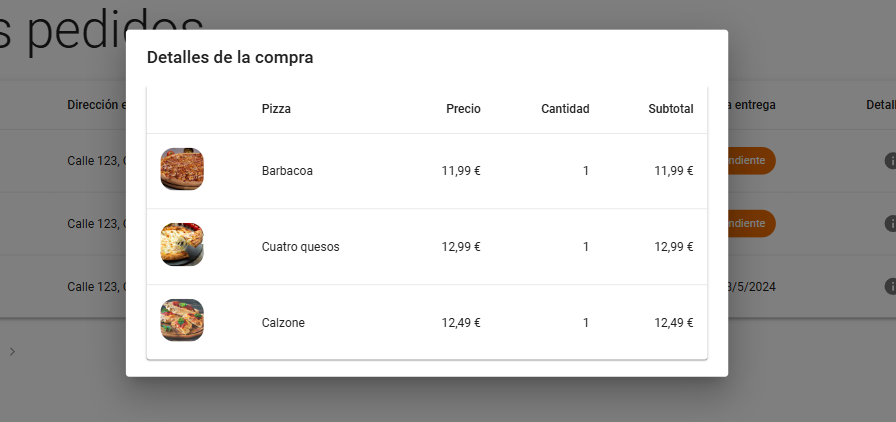 s pedidos
Detalles de la compra
Dirección e
a entrega
Detall
Pizza Precio Cantidad Subtotal
Calle 123, C
Barbacoa 11,99 € 1 11,99 €
ndiente
Calle 123, C
Cuatro quesos 12,99 € 1 12,99 €
ndiente
Calle 123, C
Calzone 12,49 € 1 12,49 €
3/5/2024